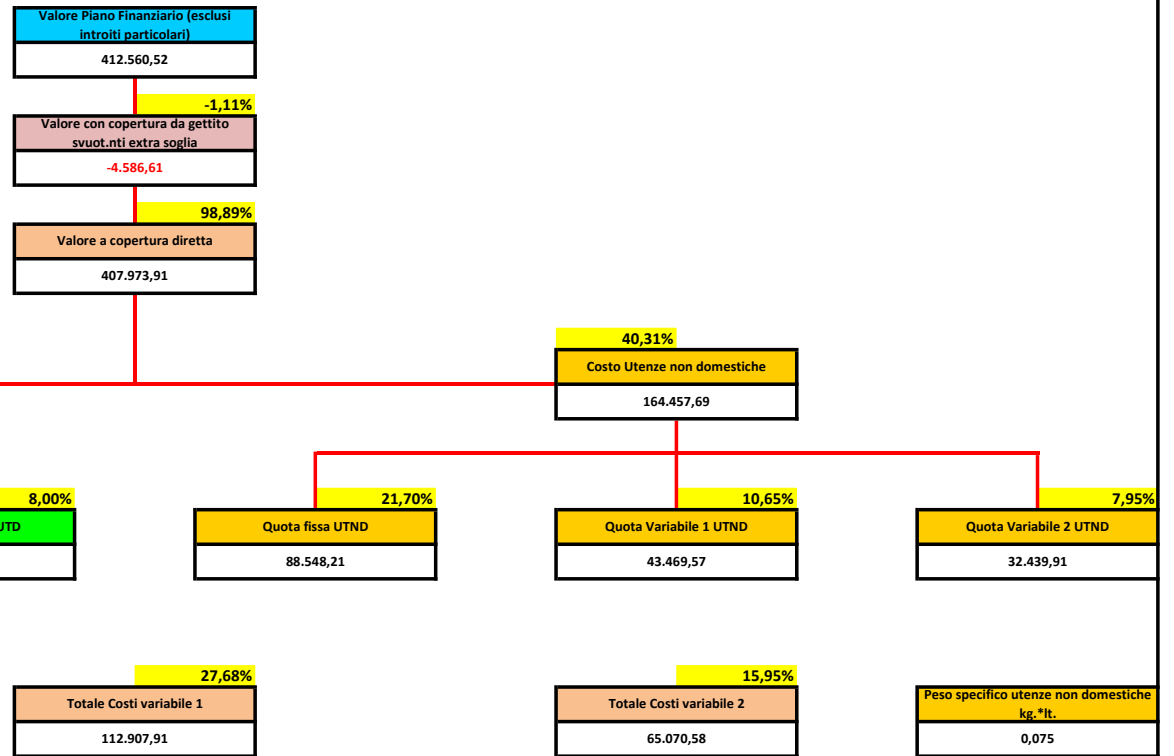 Valore Piano Finanziario (esclusi
introiti particolari)
412.560,52
-1,11%
Valore con copertura da gettito
svuot.nti extra soglia
-4.586,61
98,89%
Valore a copertura diretta
407.973,91
40,31%
Costo Utenze non domestiche
164.457,69
8,00%
UTD
21,70%
Quota fissa UTND
88.548,21
10,65%
Quota Variabile 1 UTND
43.469,57
7,95%
Quota Variabile 2 UTND
32.439,91
27,68%
Totale Costi variabile 1
112.907,91
15,95%
Totale Costi variabile 2
65.070,58
Peso specifico utenze non domestiche
kg.*lt.
0,075